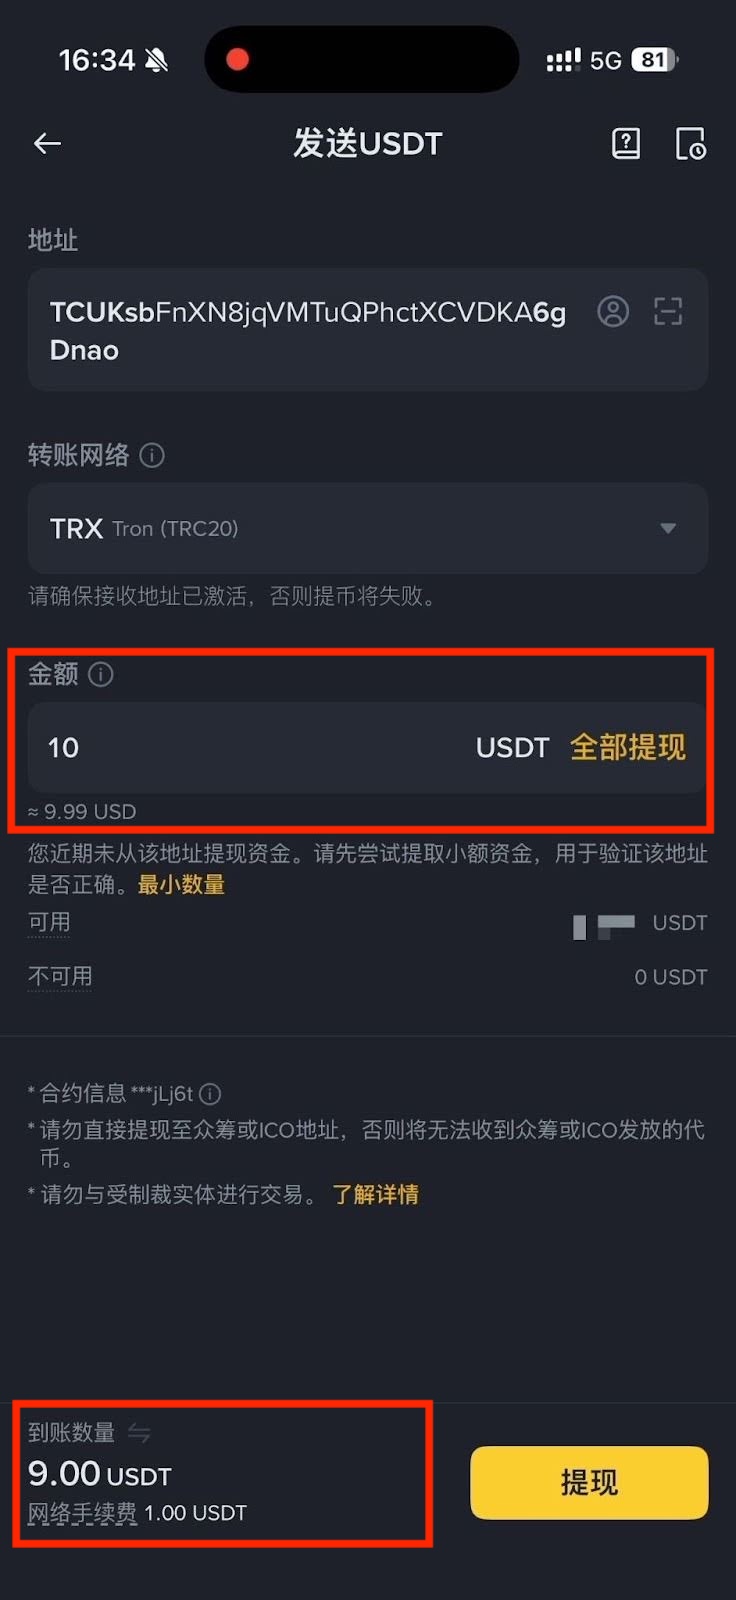 16:34 5G 81
发送USDT
地址
TCUKsbFnXN8jqVMTuQPhctXCVDKA6g
Dnao
转账网络
TRX Tron (TRC20)
请确保接收地址已激活，否则提币将失败。
金额
10 USDT 全部提现
≈ 9.99 USD
您近期未从该地址提现资金。请先尝试提取小额资金，用于验证该地址
是否正确。最小数量
可用 USDT
不可用 0 USDT
* 合约信息 ***jLj6t
* 请勿直接提现至众筹或ICO地址，否则将无法收到众筹或ICO发放的代
币。
* 请勿与受制裁实体进行交易。 了解详情
到账数量
9.00 USDT
网络手续费 1.00 USDT
提现